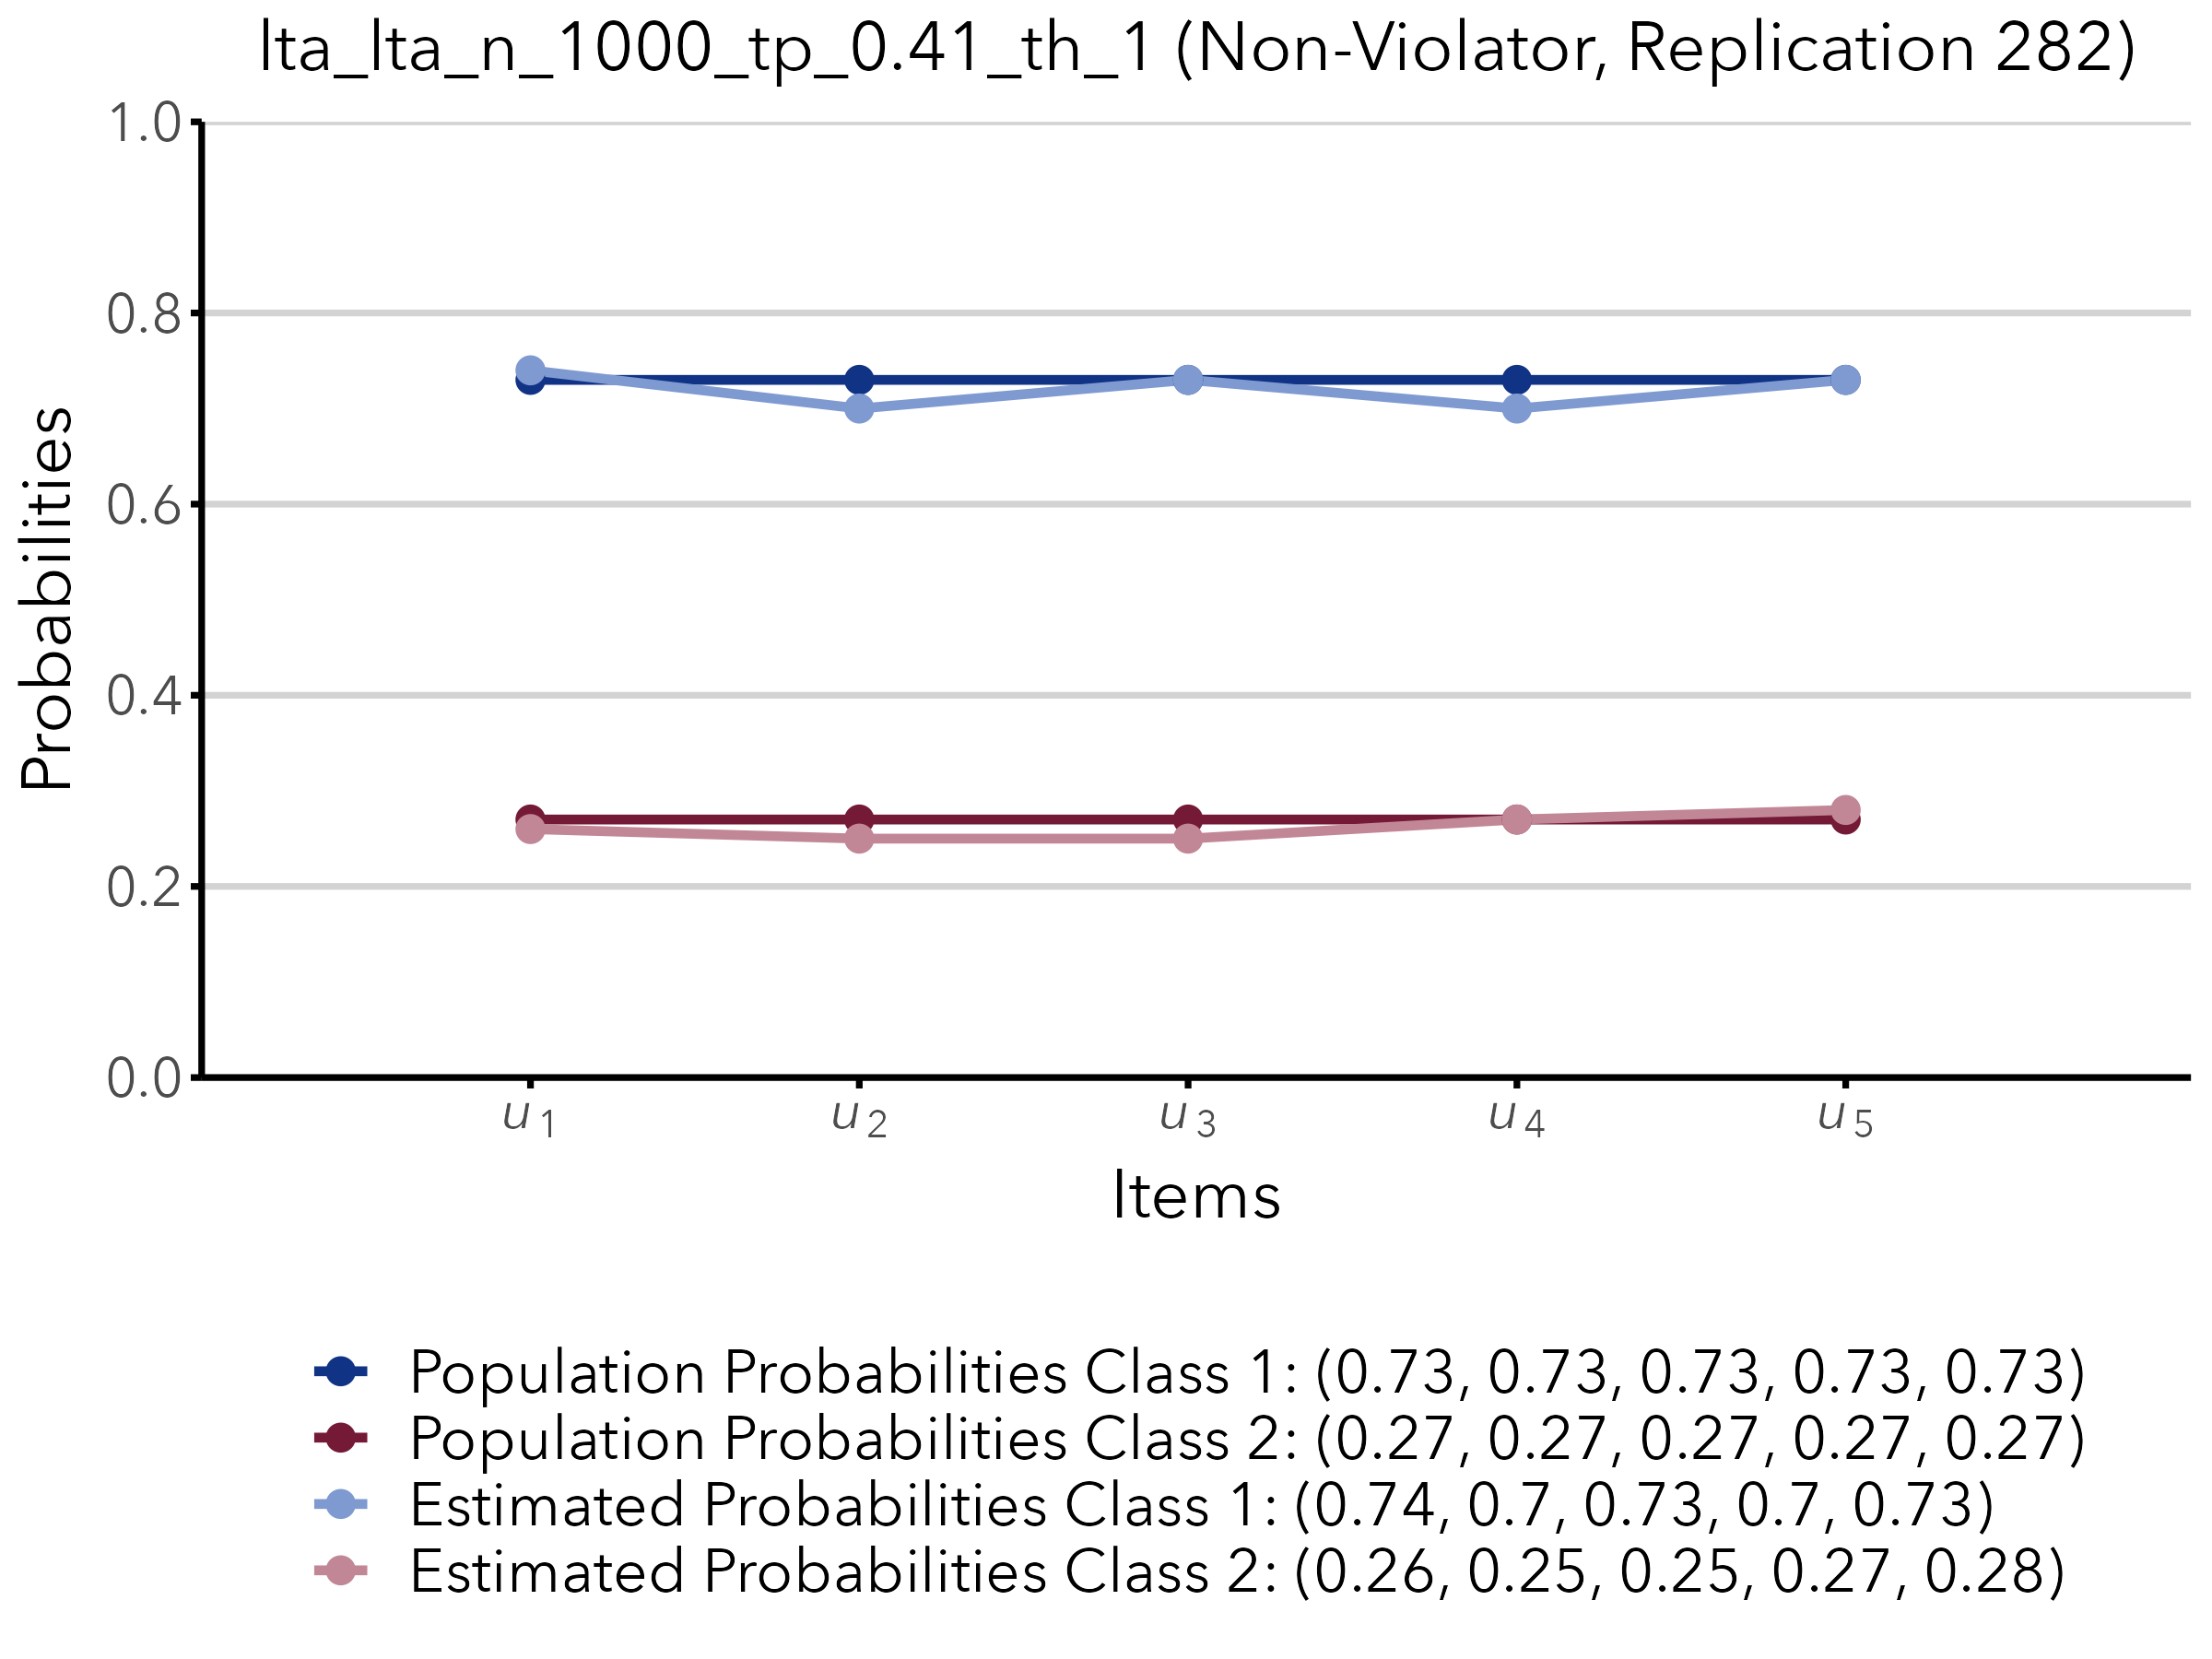 lta_lta_n_1000_tp_0.41_th_1 (Non-Violator, Replication 282)
1.0
0.8
0.6
0.4
0.2
0.0
Probabilities
u1
u2
u3
u4
u5
Items
Population Probabilities Class 1: (0.73, 0.73, 0.73, 0.73, 0.73)
Population Probabilities Class 2: (0.27, 0.27, 0.27, 0.27, 0.27)
Estimated Probabilities Class 1: (0.74, 0.7, 0.73, 0.7, 0.73)
Estimated Probabilities Class 2: (0.26, 0.25, 0.25, 0.27, 0.28)